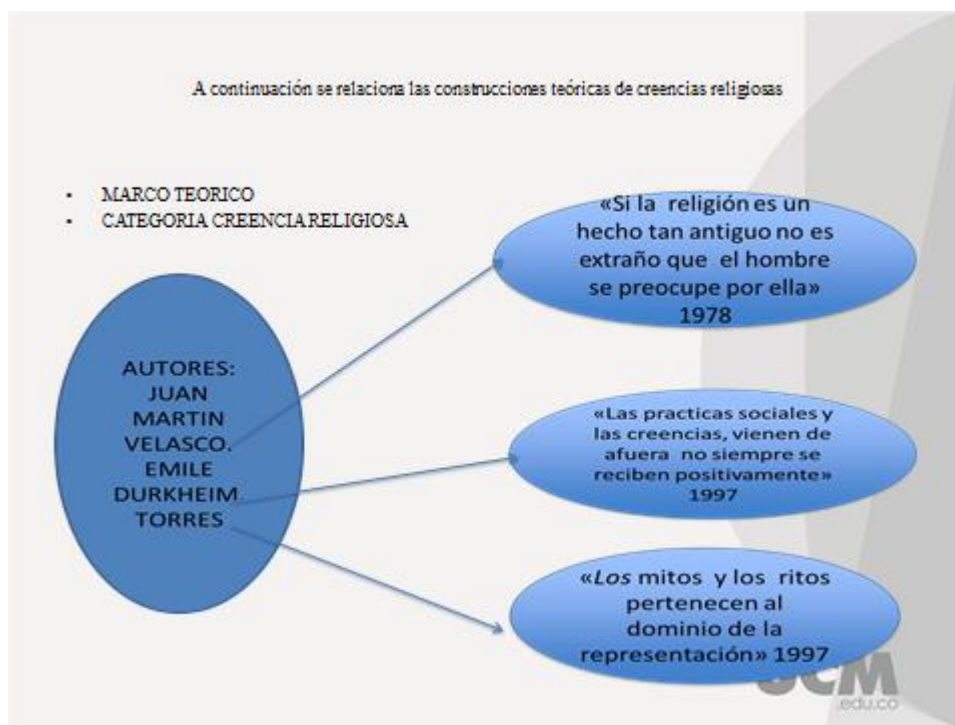 A continuación se relaciona las construcciones teóricas de creencias religiosas
• MARCO TEORICO
• CATEGORIA CREENCIA RELIGIOSA
AUTORES:
JUAN
MARTIN
VELASCO.
EMILE
DURKHEIM.
TORRES
«Si la religión es un
hecho tan antiguo no es
extraño que el hombre
se preocupe por ella»
1978
«Las practicas sociales y
las creencias, vienen de
afuera no siempre se
reciben positivamente»
1997
«Los mitos y los ritos
pertenecen al
dominio de la
representación» 1997
UCM
.edu.co